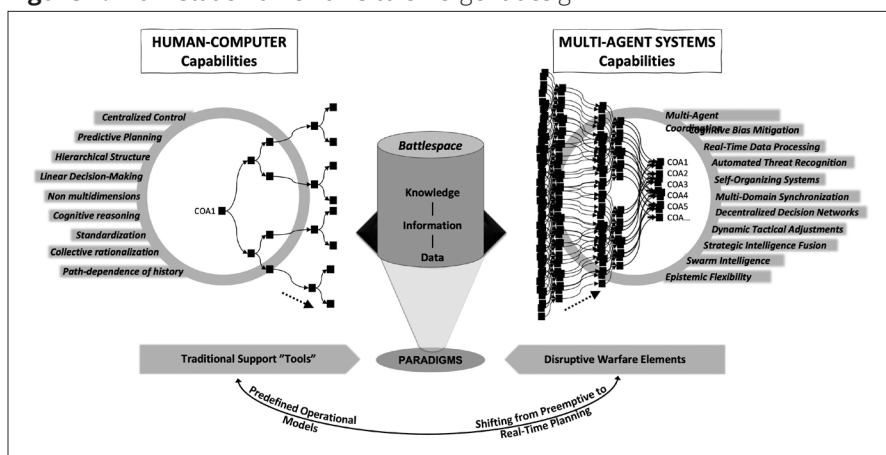 HUMAN-COMPUTER
Capabilities
Centralized Control
Predictive Planning
Hierarchical Structure
Linear Decision-Making
Non multidimensions
Cognitive reasoning
Standardization
Collective rationalization
Path-dependence of history
COA1
Battlespace
Knowledge
Information
Data
MULTI-AGENT SYSTEMS
Capabilities
Multi-Agent
Coordination
Cognitive Bias Mitigation
Real-Time Data Processing
Automated Threat Recognition
Self-Organizing Systems
Multi-Domain Synchronization
Decentralized Decision Networks
Dynamic Tactical Adjustments
Strategic Intelligence Fusion
Swarm Intelligence
Epistemic Flexibility
COA1
COA2
COA3
COA4
COA5
COA...
Traditional Support "Tools"
PARADIGMS
Disruptive Warfare Elements
Predefined Operational
Models
Shifting from Preemptive to
Real-Time Planning